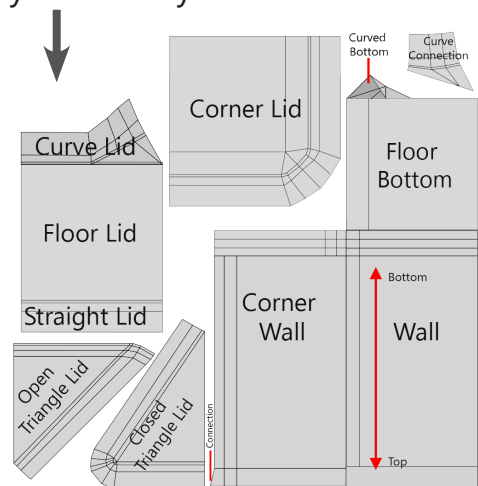 Curved
Bottom
Curve
Connection
Corner Lid
Curve Lid
Floor
Bottom
Floor Lid
Bottom
Corner
Wall
Wall
Straight Lid
Open
Triangle Lid
Closed
Triangle Lid
Connection
Top